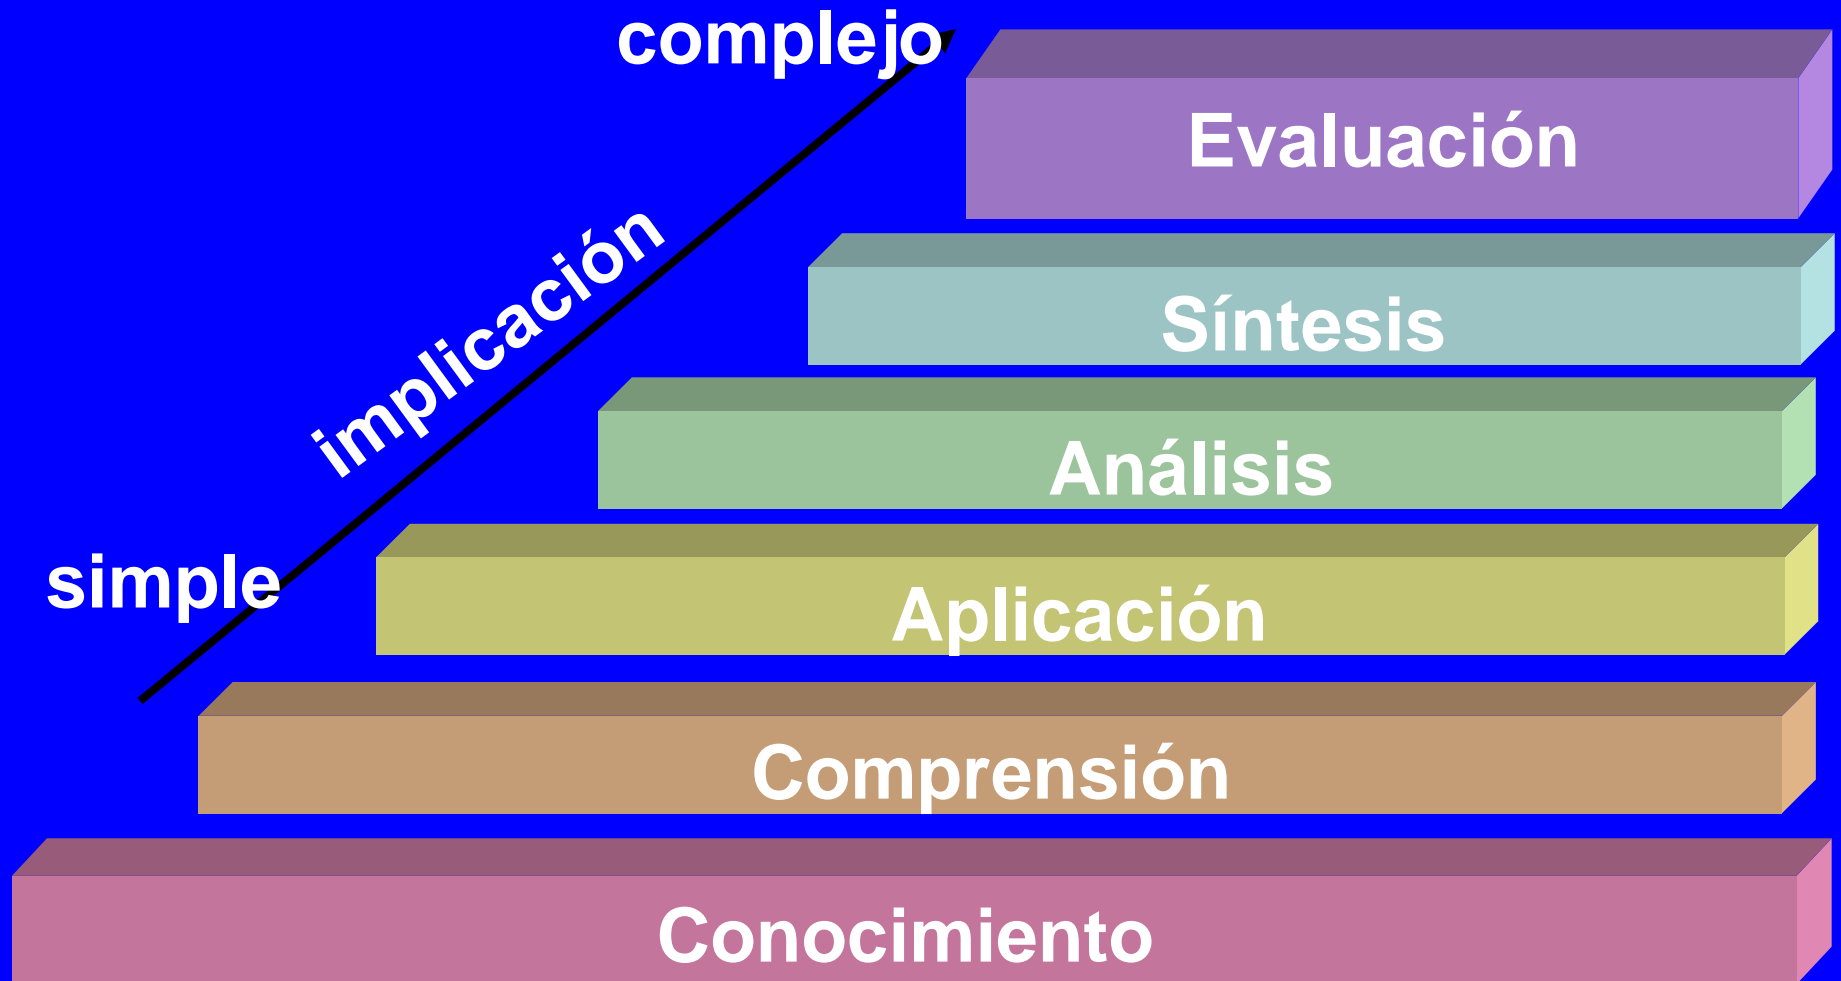 complejo
Evaluación
implicación
Síntesis
Análisis
simple
Aplicación
Comprensión
Conocimiento